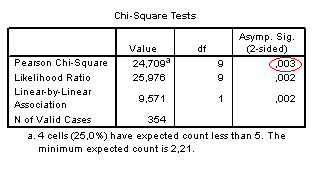 Chi-Square Tests
Value df Asymp. Sig. (2-sided)
Pearson Chi-Square 24,709a 9 ,003
Likelihood Ratio 25,976 9 ,002
Linear-by-Linear Association 9,571 1 ,002
N of Valid Cases 354
a. 4 cells (25,0%) have expected count less than 5. The
minimum expected count is 2,21.